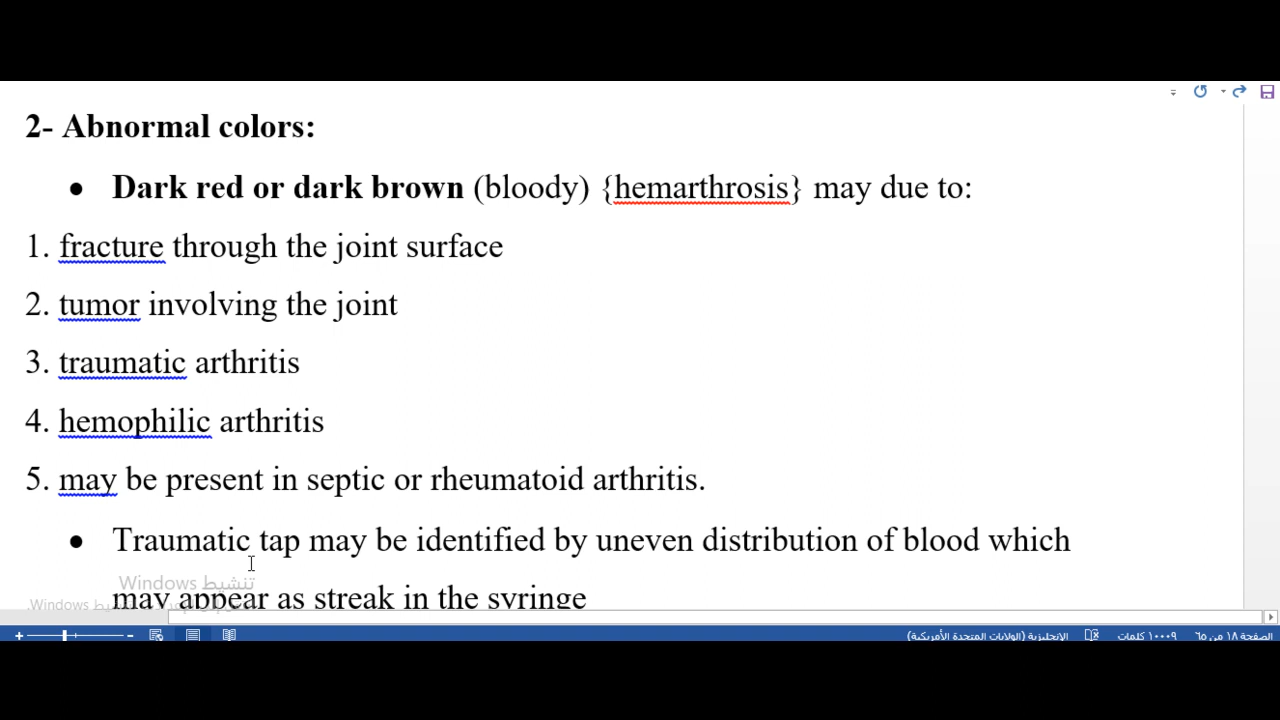 2- Abnormal colors:
• Dark red or dark brown (bloody) {hemarthrosis} may due to:
1. fracture through the joint surface
2. tumor involving the joint
3. traumatic arthritis
4. hemophilic arthritis
5. may be present in septic or rheumatoid arthritis.
• Traumatic tap may be identified by uneven distribution of blood which
تنشيط Windows
may appear as streak in the syringe
الصفحة ١٨ من ٦٥ ١٠٠٠٩ كلمات الإنجليزية (الولايات المتحدة الأمريكية)